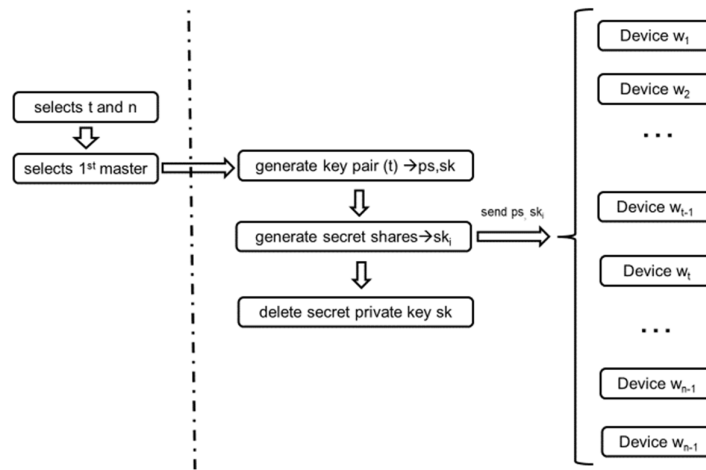 selects t and n
selects 1st master
generate key pair (t) →ps,sk
generate secret shares→ski
delete secret private key sk
send ps, ski
Device w1
Device w2
...
Device wt-1
Device wt
...
Device wn-1
Device wn-1